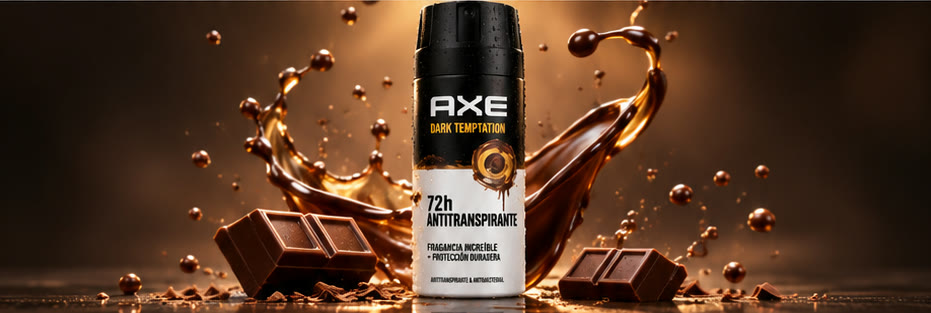 AXE
DARK TEMPTATION
72h
ANTITRANSPIRANTE
FRAGANCIA INCREÍBLE
+ PROTECCIÓN DURADERA
ANTITRANSPIRANTE & ANTIBACTERIAL